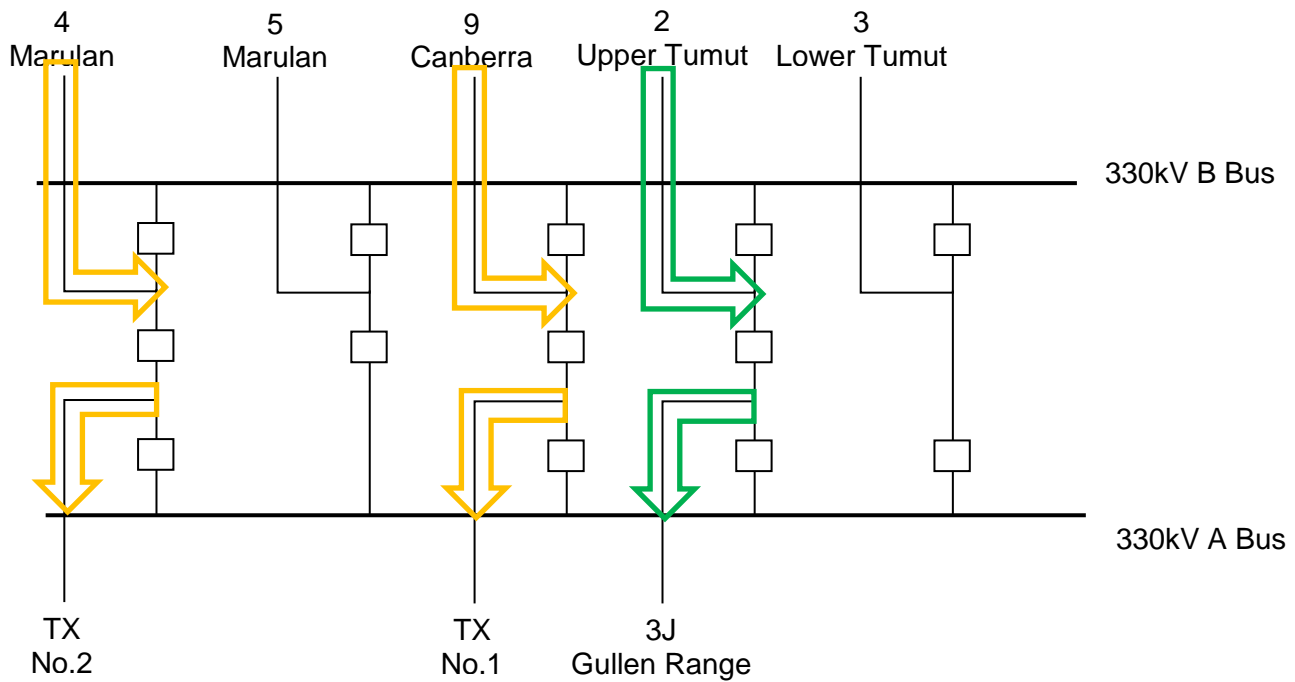 4
Marulan
5
Marulan
9
Canberra
2
Upper Tumut
3
Lower Tumut
330kV B Bus
330kV A Bus
TX
No.2
TX
No.1
3J
Gullen Range